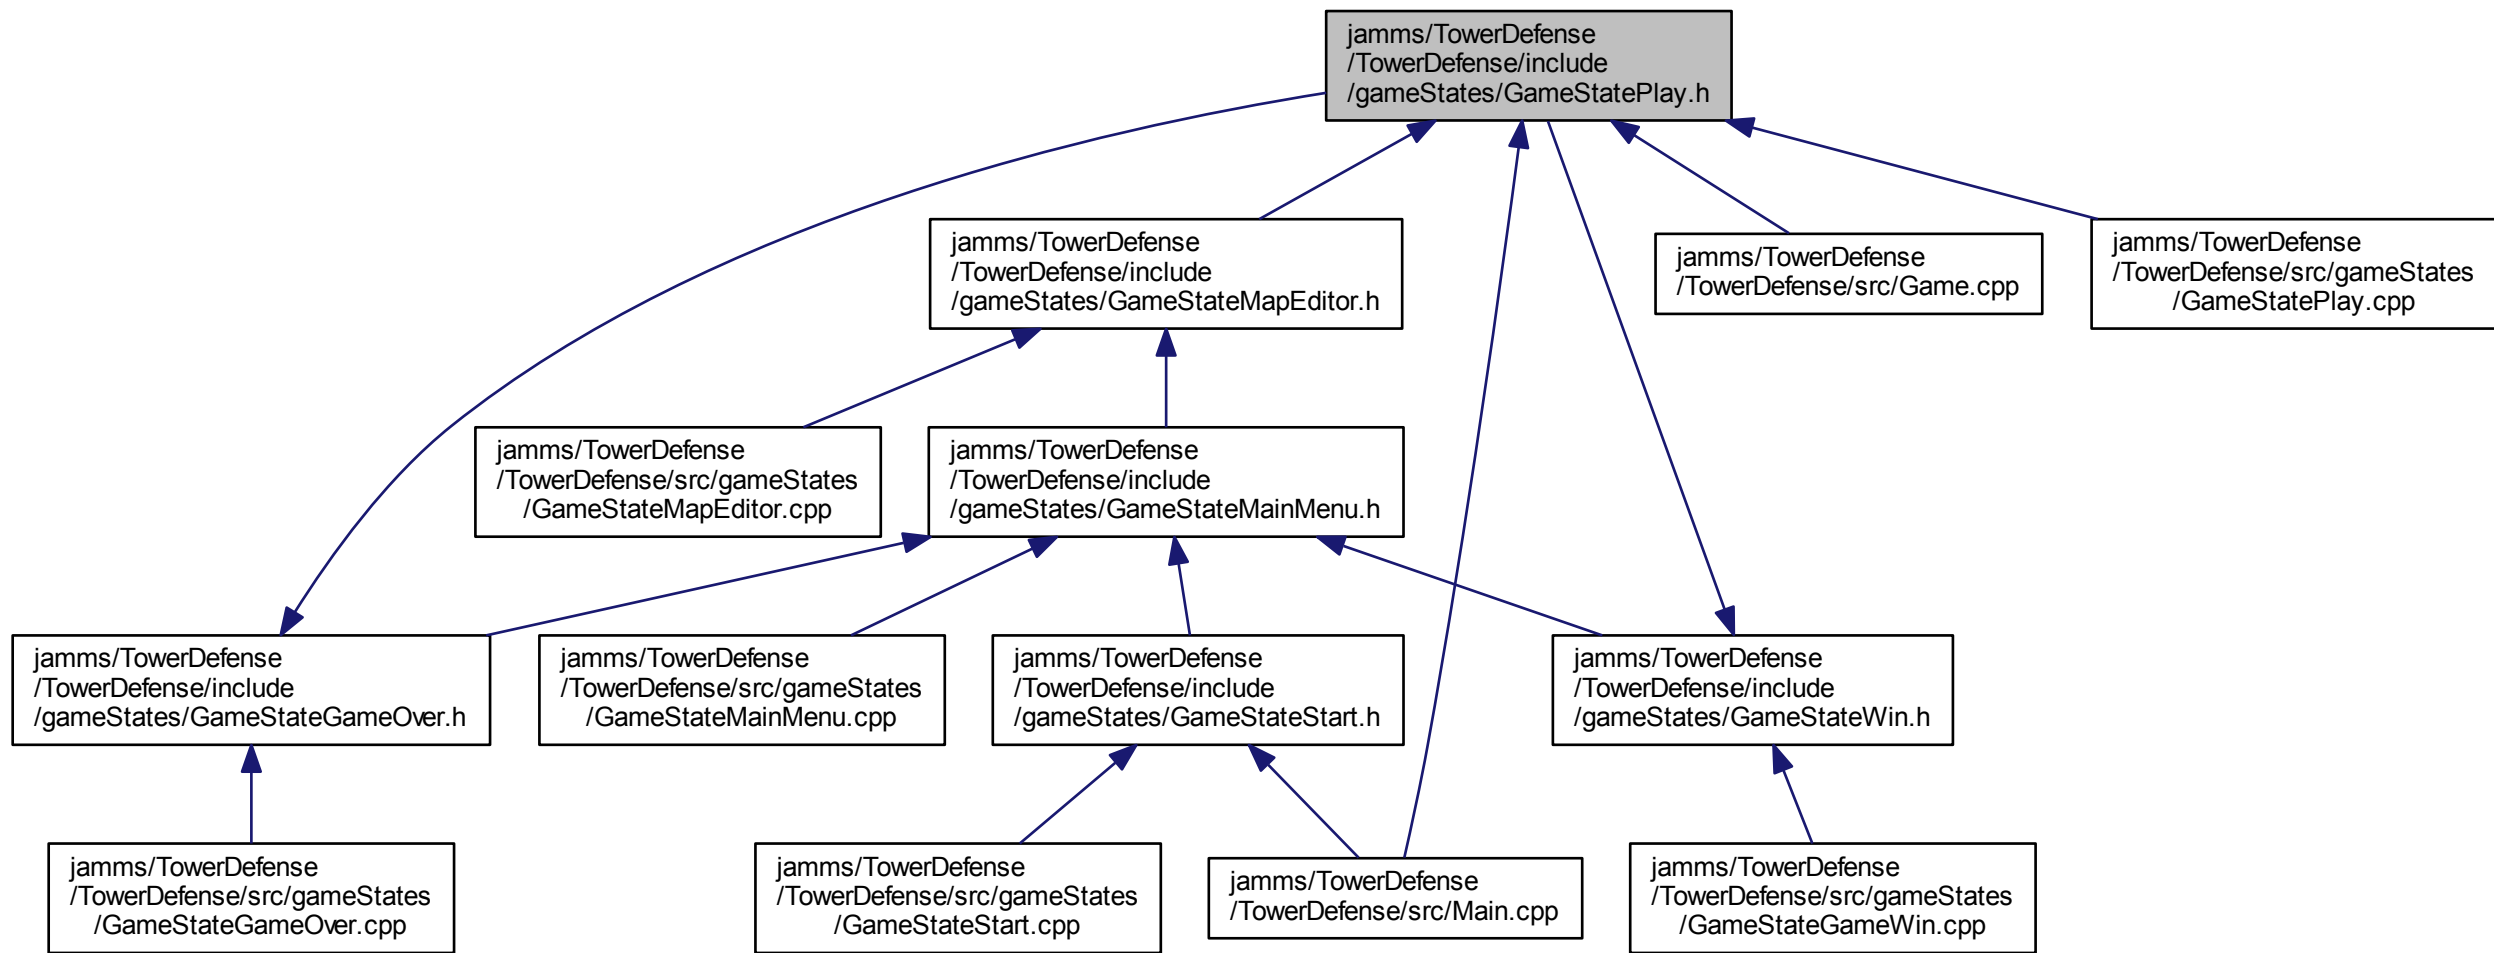 jamms/TowerDefense
/TowerDefense/include
/gameStates/GameStatePlay.h
jamms/TowerDefense
/TowerDefense/include
/gameStates/GameStateMapEditor.h
jamms/TowerDefense
/TowerDefense/src/Game.cpp
jamms/TowerDefense
/TowerDefense/src/gameStates
/GameStatePlay.cpp
jamms/TowerDefense
/TowerDefense/src/gameStates
/GameStateMapEditor.cpp
jamms/TowerDefense
/TowerDefense/include
/gameStates/GameStateMainMenu.h
jamms/TowerDefense
/TowerDefense/include
/gameStates/GameStateGameOver.h
jamms/TowerDefense
/TowerDefense/src/gameStates
/GameStateMainMenu.cpp
jamms/TowerDefense
/TowerDefense/include
/gameStates/GameStateStart.h
jamms/TowerDefense
/TowerDefense/include
/gameStates/GameStateWin.h
jamms/TowerDefense
/TowerDefense/src/gameStates
/GameStateGameOver.cpp
jamms/TowerDefense
/TowerDefense/src/gameStates
/GameStateStart.cpp
jamms/TowerDefense
/TowerDefense/src/Main.cpp
jamms/TowerDefense
/TowerDefense/src/gameStates
/GameStateGameWin.cpp